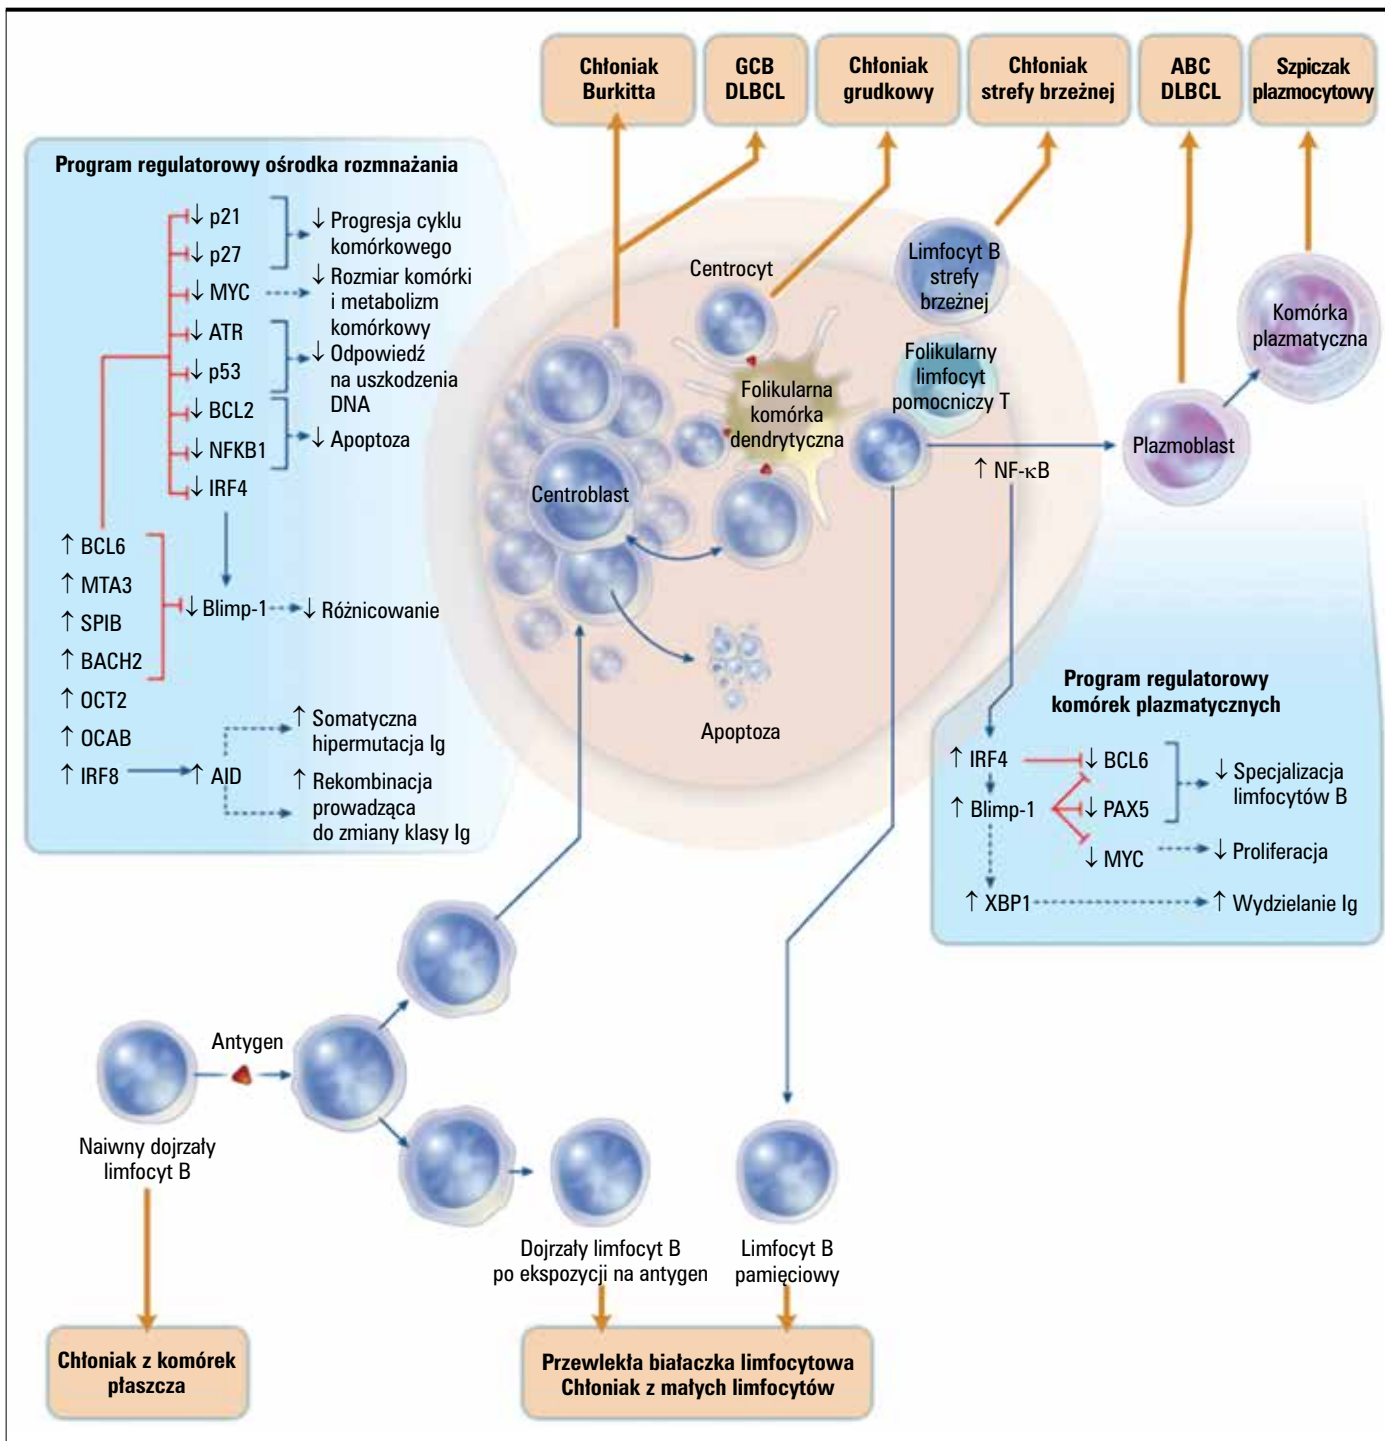 Chłoniak
Burkitta
GCB
DLBCL
Chłoniak
grudkowy
Chłoniak
strefy brzeżnej
ABC
DLBCL
Szpiczak
plazmocytowy
Program regulatorowy ośrodka rozmnażania
↓ p21
↓ p27
↓ MYC
↓ ATR
↓ p53
↓ BCL2
↓ NFKB1
↓ IRF4
↓ Progresja cyklu
komórkowego
↓ Rozmiar komórki
i metabolizm
komórkowy
↓ Odpowiedź
na uszkodzenia
DNA
↓ Apoptoza
↑ BCL6
↑ MTA3
↑ SPIB
↑ BACH2
↑ OCT2
↑ OCAB
↑ IRF8
↓ Blimp-1
↓ Różnicowanie
↑ AID
↑ Somatyczna
hipermutacja Ig
↑ Rekombinacja
prowadząca
do zmiany klasy Ig
Centrocyt
Limfocyt B
strefy
brzeżnej
Folikularny
limfocyt
pomocniczy T
Folikularna
komórka
dendrytyczna
Centroblast
Apoptoza
↑ NF-κB
Plazmoblast
Komórka
plazmatyczna
Program regulatorowy
komórek plazmatycznych
↑ IRF4
↓ BCL6
↑ Blimp-1
↓ PAX5
↓ MYC
↑ XBP1
↓ Specjalizacja
limfocytów B
↓ Proliferacja
↑ Wydzielanie Ig
Antygen
Naiwny dojrzały
limfocyt B
Dojrzały limfocyt B
po ekspozycji na antygen
Limfocyt B
pamięciowy
Chłoniak z komórek
płaszcza
Przewlekła białaczka limfocytowa
Chłoniak z małych limfocytów